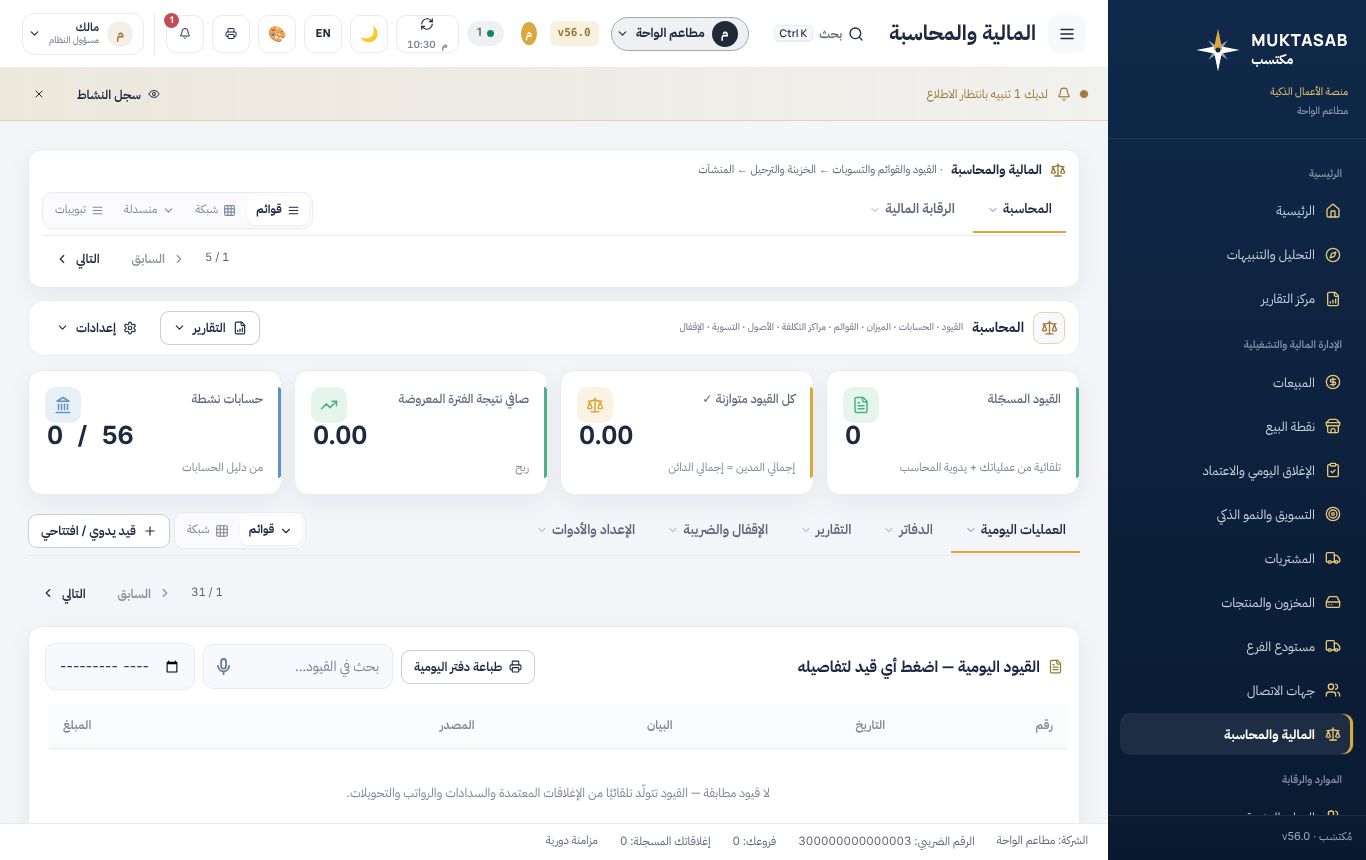 MUKTASAB
مكتسب
منصة الأعمال الذكية
مطاعم الواحة
الرئيسية
الرئيسية
التحليل والتنبيهات
مركز التقارير
الإدارة المالية والتشغيلية
المبيعات
نقطة البيع
الإغلاق اليومي والاعتماد
التسويق والنمو الذكي
المشتريات
المخزون والمنتجات
مستودع الفرع
جهات الاتصال
المالية والمحاسبة
الموارد والرقابة
مُكتسَب · v56.0
المالية والمحاسبة
بحث Ctrl K
م مطاعم الواحة
v56.0
م
1
10:30 م
🌙
EN
🎨
1
م مالك
مسؤول النظام
لديك 1 تنبيه بانتظار الاطلاع
سجل النشاط
المالية والمحاسبة · القيود والقوائم والتسويات ← الخزينة والترحيل ← المنشآت
المحاسبة
الرقابة المالية
قوائم
شبكة
منسدلة
تبويبات
1 / 5
السابق
التالي
المحاسبة القيود · الحسابات · الميزان · القوائم · مراكز التكلفة · الأصول · التسوية · الإقفال
التقارير
إعدادات
القيود المسجّلة
0
تلقائية من عملياتك + يدوية المحاسب
كل القيود متوازنة ✓
0.00
إجمالي المدين = إجمالي الدائن
صافي نتيجة الفترة المعروضة
0.00
ربح
حسابات نشطة
0 / 56
من دليل الحسابات
العمليات اليومية
الدفاتر
التقارير
الإقفال والضريبة
الإعداد والأدوات
قوائم
شبكة
قيد يدوي / افتتاحي
1 / 31
السابق
التالي
القيود اليومية — اضغط أي قيد لتفاصيله
طباعة دفتر اليومية
بحث في القيود...
--------- ----
رقم
التاريخ
البيان
المصدر
المبلغ
لا قيود مطابقة — القيود تتولّد تلقائيًا من الإغلاقات المعتمدة والسدادات والرواتب والتحويلات.
الشركة: مطاعم الواحة
الرقم الضريبي: 300000000000003
فروعك: 0
إغلاقاتك المسجلة: 0
مزامنة دورية